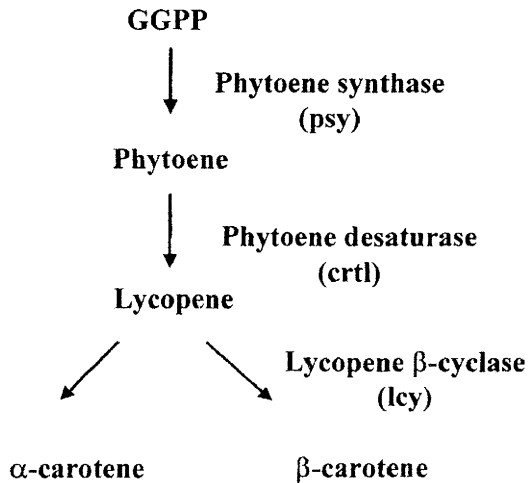 GGPP
Phytoene synthase
(psy)
Phytoene
Phytoene desaturase
(crtl)
Lycopene
Lycopene β-cyclase
(lcy)
α-carotene
β-carotene